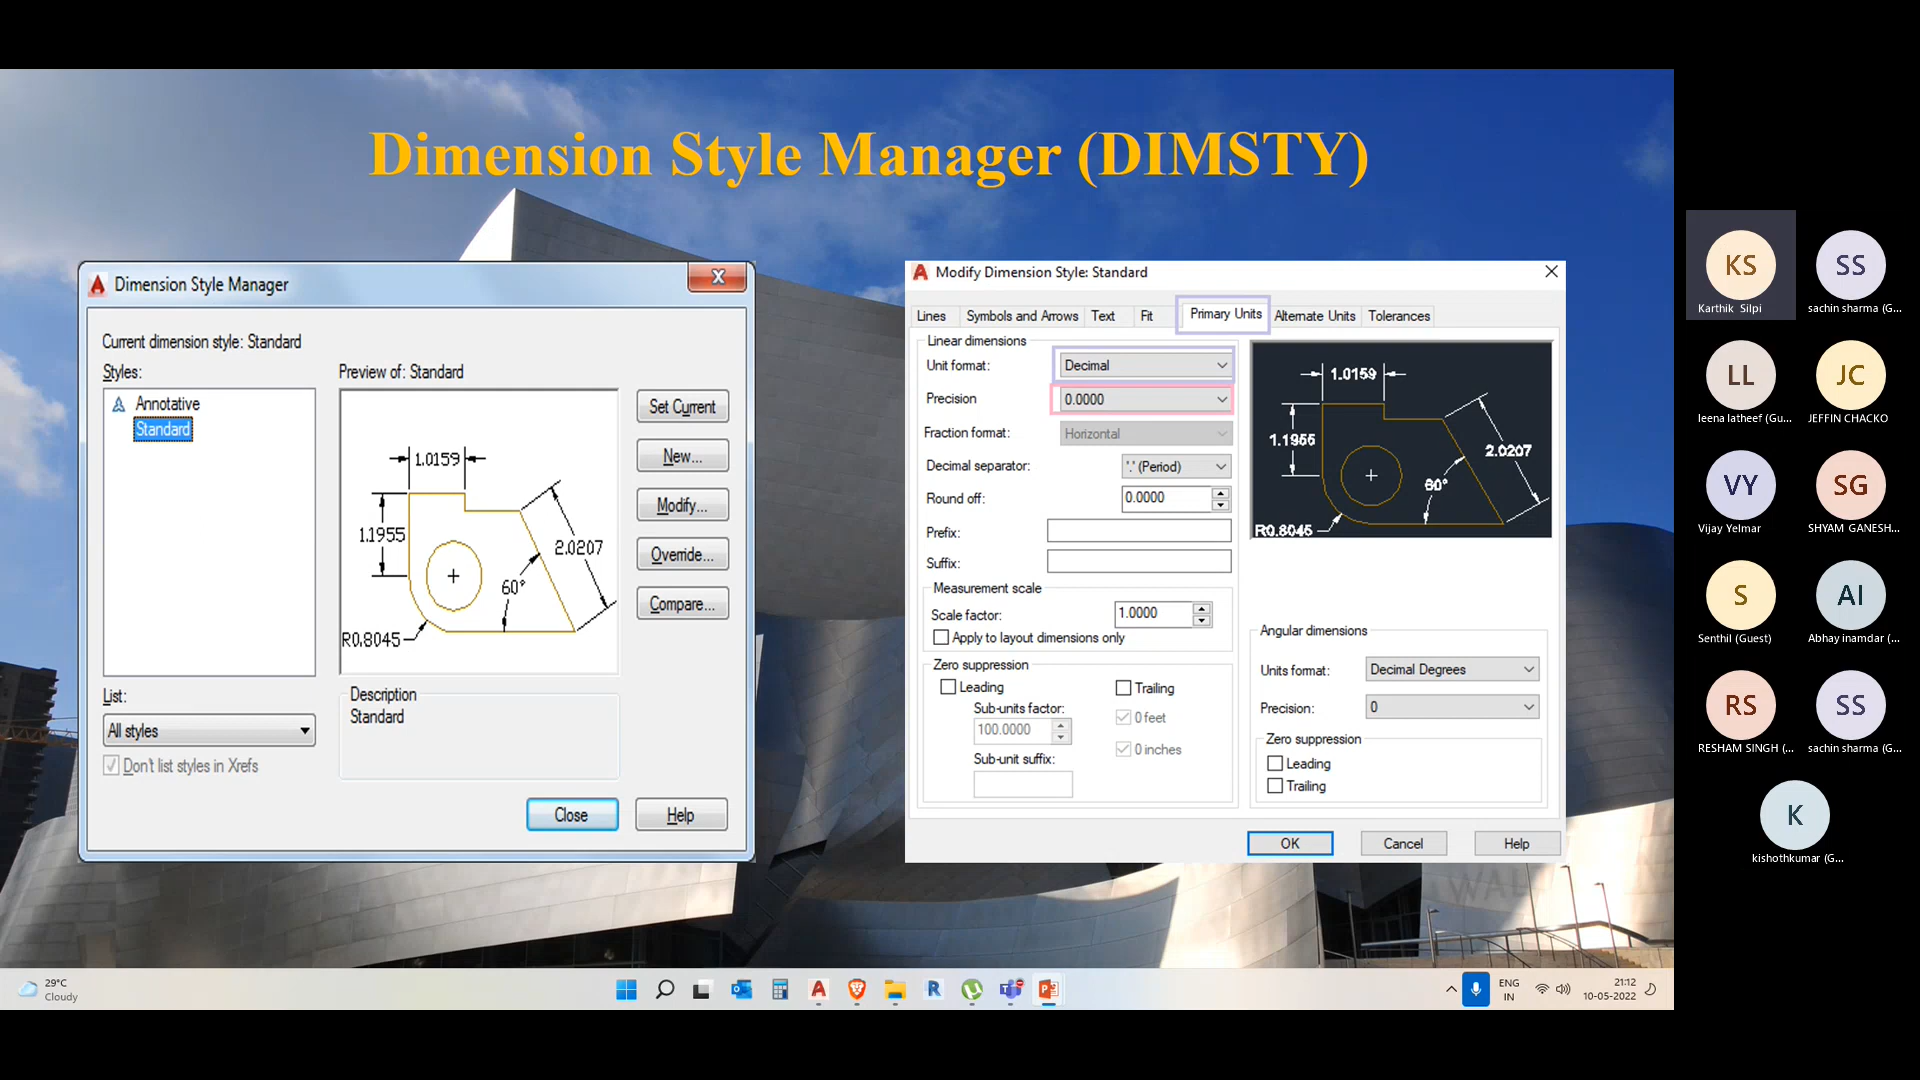 Dimension Style Manager (DIMSTY)
Dimension Style Manager
X
Current dimension style: Standard
Styles:
Annotative
Standard
Preview of: Standard
1.0159
1.1955
2.0207
60°
R0.8045
Set Current
New...
Modify...
Override...
Compare...
List:
All styles
Don't list styles in Xrefs
Description
Standard
Close
Help
Modify Dimension Style: Standard
Lines
Symbols and Arrows
Text
Fit
Primary Units
Alternate Units
Tolerances
Linear dimensions
Unit format:
Decimal
Precision
0.0000
Fraction format:
Horizontal
Decimal separator:
'.' (Period)
Round off:
0.0000
Prefix:
Suffix:
Measurement scale
Scale factor:
1.0000
Apply to layout dimensions only
Zero suppression
Leading
Trailing
Sub-units factor:
0 feet
100.0000
0 inches
Sub-unit suffix:
1.0159
1.1955
2.0207
60°
R0.8045
Angular dimensions
Units format:
Decimal Degrees
Precision:
0
Zero suppression
Leading
Trailing
OK
Cancel
Help
KS
Karthik Silpi
SS
sachin sharma (G...
LL
leena latheef (Gu...
JC
JEFFIN CHACKO
VY
Vijay Yelmar
SG
SHYAM GANESH...
S
Senthil (Guest)
AI
Abhay inamdar (...
RS
RESHAM SINGH (...
SS
sachin sharma (G...
K
kishothkumar (G...
29°C
Cloudy
ENG
IN
21:12
10-05-2022